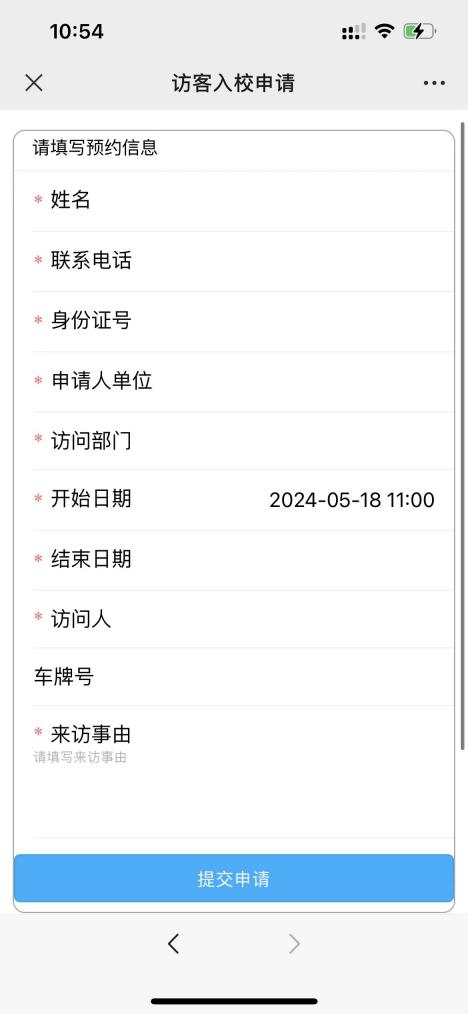 10:54
访客入校申请
请填写预约信息
* 姓名
* 联系电话
* 身份证号
* 申请人单位
* 访问部门
* 开始日期 2024-05-18 11:00
* 结束日期
* 访问人
车牌号
* 来访事由
请填写来访事由
提交申请